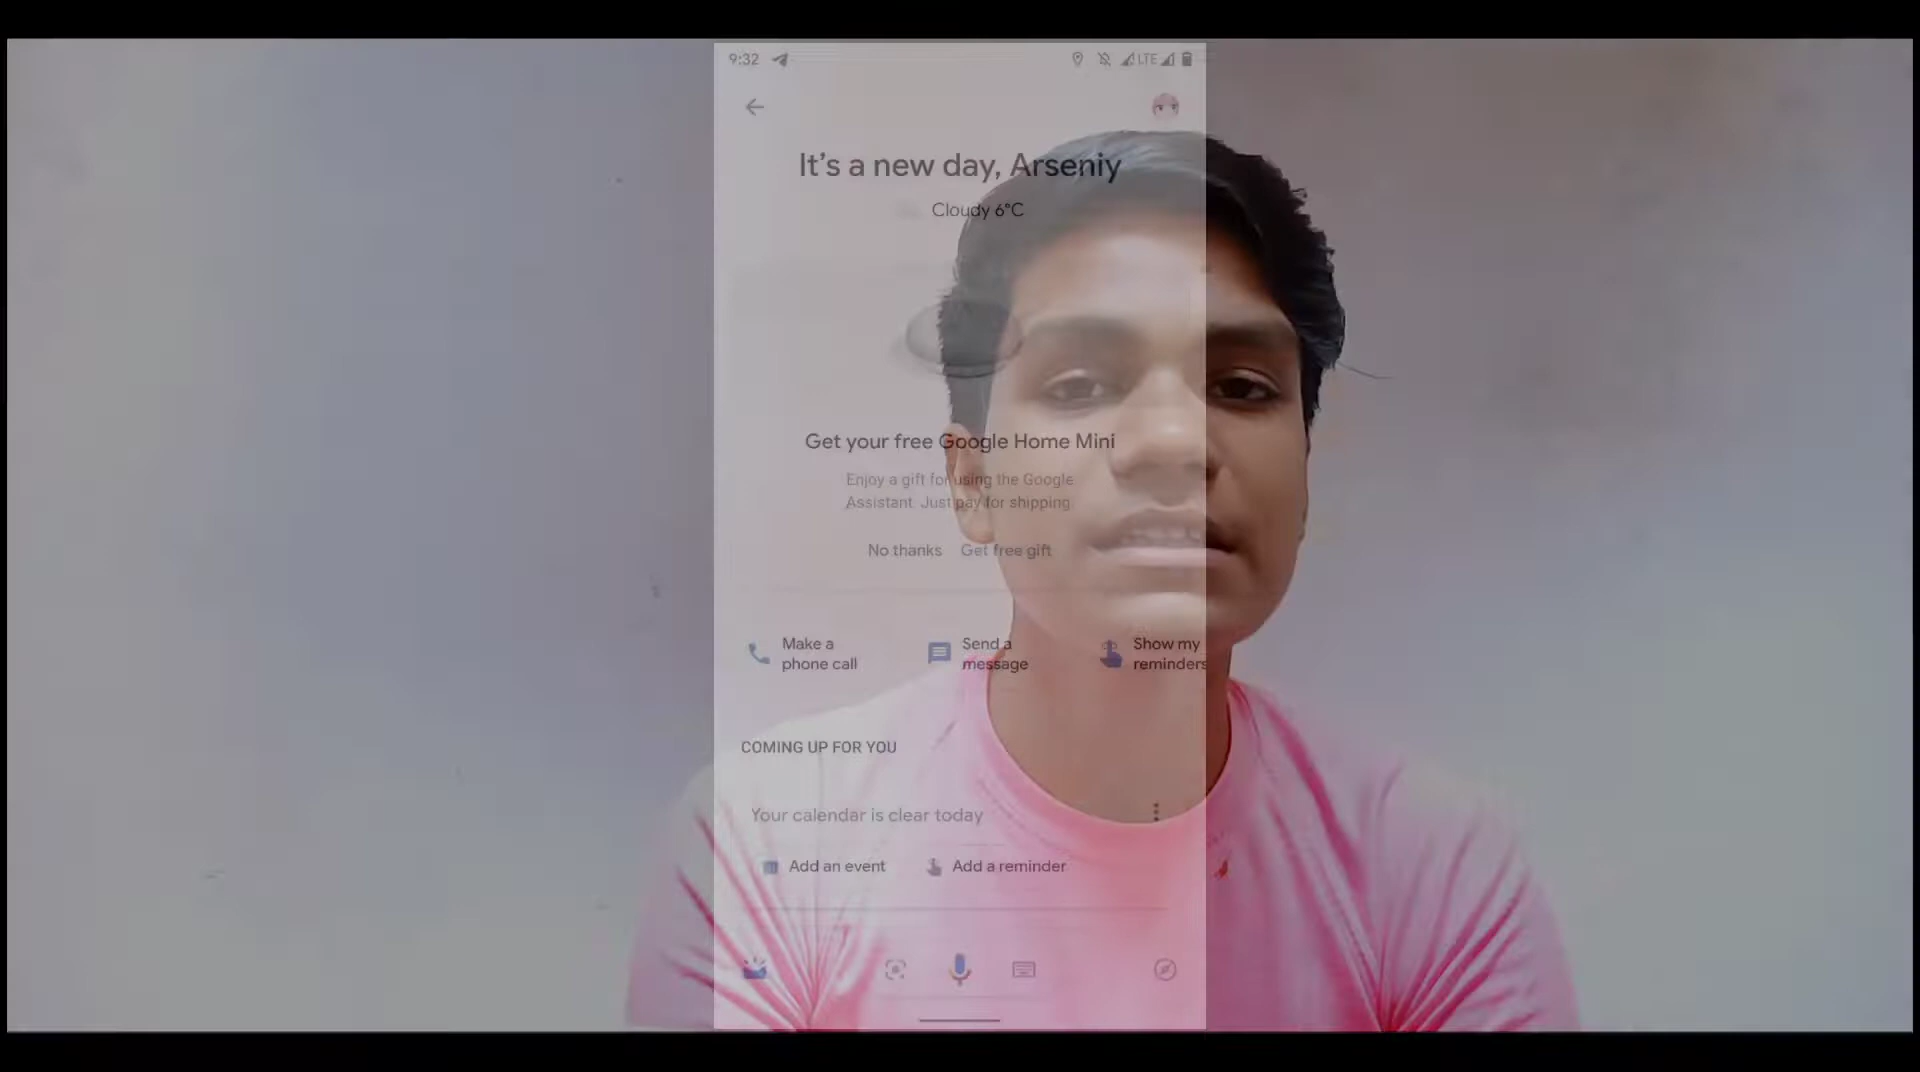 9:32
LTE
It's a new day, Arseniy
Cloudy 6°C
Get your free Google Home Mini
Enjoy a gift for using the Google
Assistant. Just pay for shipping.
No thanks Get free gift
Make a
phone call
Send a
message
Show my
reminders
COMING UP FOR YOU
Your calendar is clear today
Add an event Add a reminder